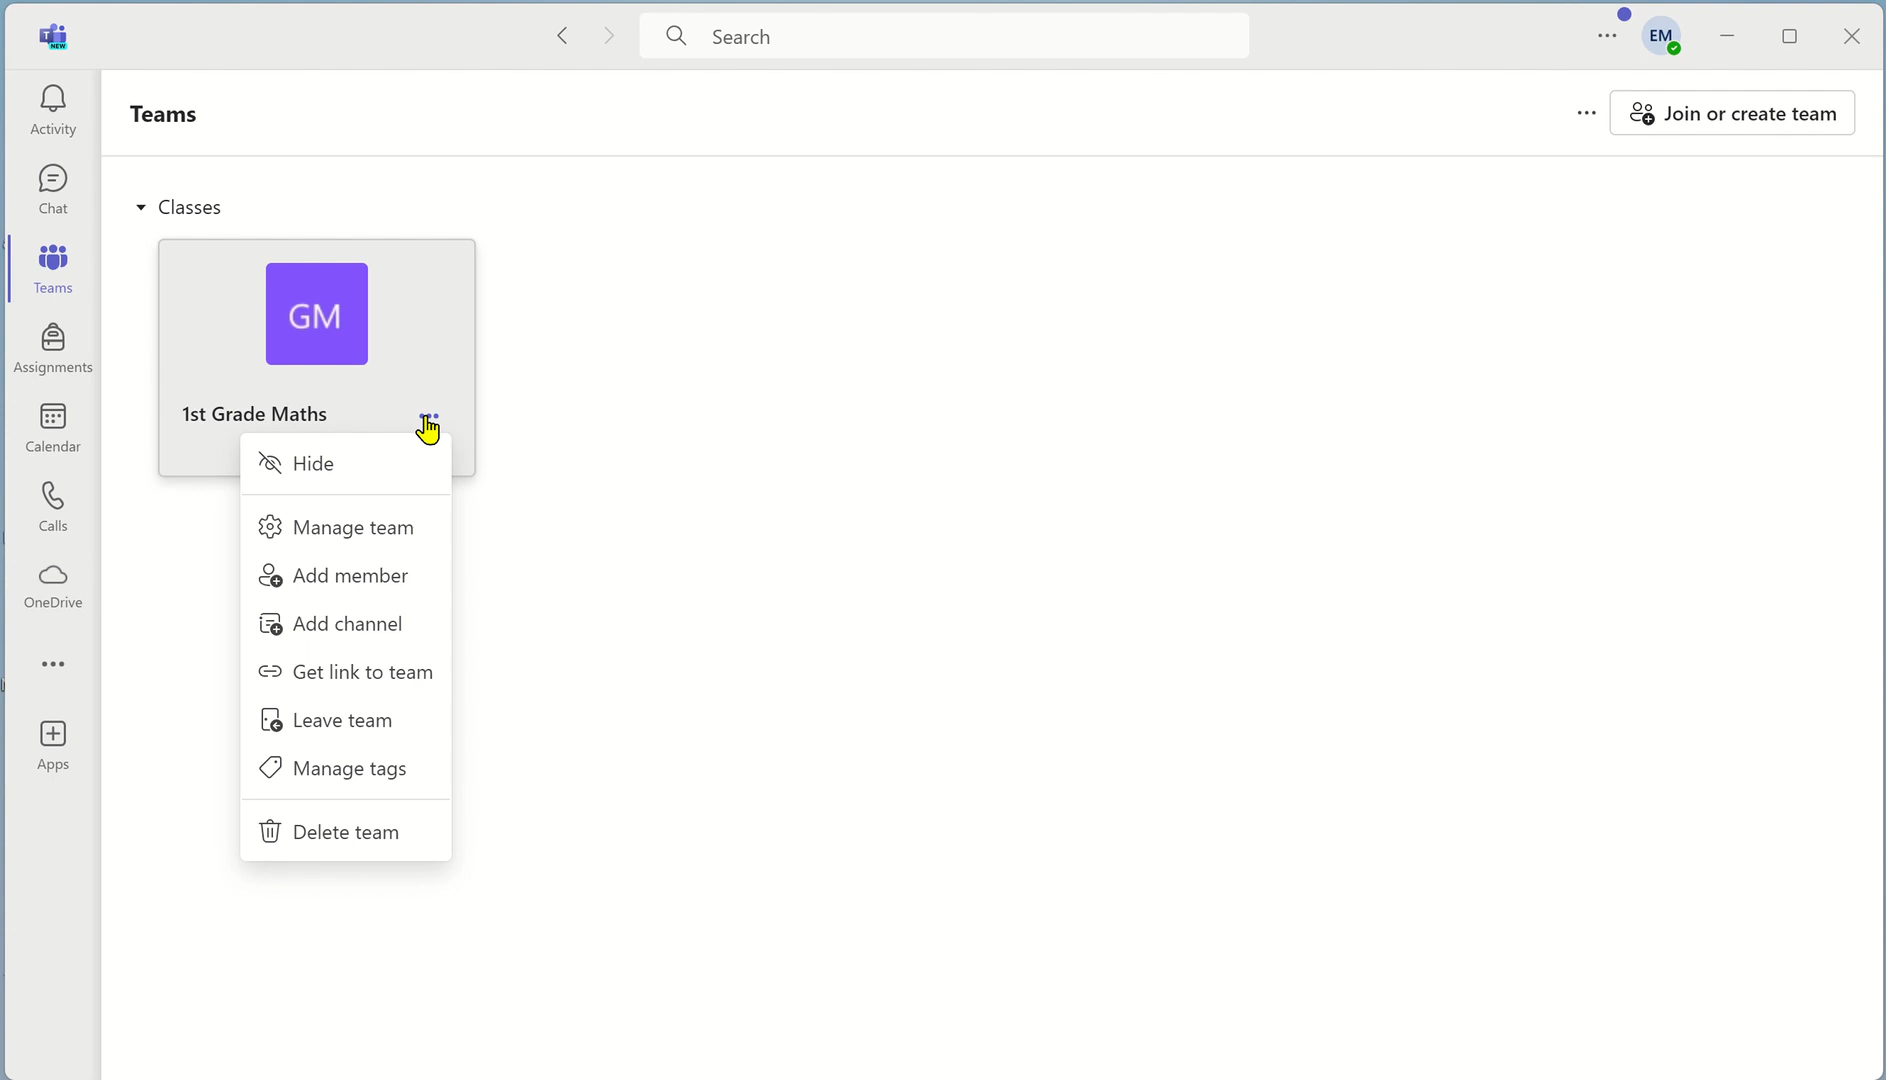 T
NEW
Search
EM
Activity
Chat
Teams
Assignments
Calendar
Calls
OneDrive
Apps
Teams
Join or create team
Classes
GM
1st Grade Maths
Hide
Manage team
Add member
Add channel
Get link to team
Leave team
Manage tags
Delete team